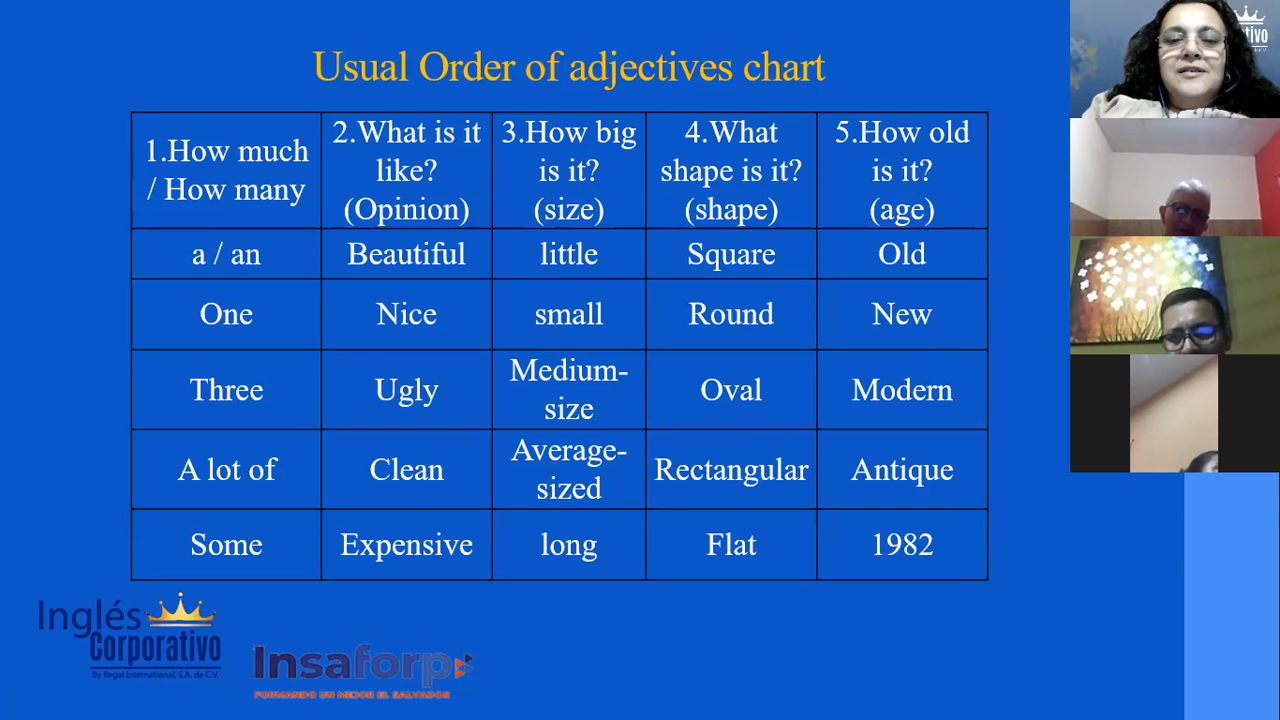 Usual Order of adjectives chart
1.How much
/ How many
2.What is it
like?
(Opinion)
3.How big
is it?
(size)
4.What
shape is it?
(shape)
5.How old
is it?
(age)
a / an
Beautiful
little
Square
Old
One
Nice
small
Round
New
Three
Ugly
Medium-
size
Oval
Modern
A lot of
Clean
Average-
sized
Rectangular
Antique
Some
Expensive
long
Flat
1982
Inglés
Corporativo
By Regal International, S.A. de C.V.
Insaforp
FORMANDO UN MEJOR EL SALVADOR